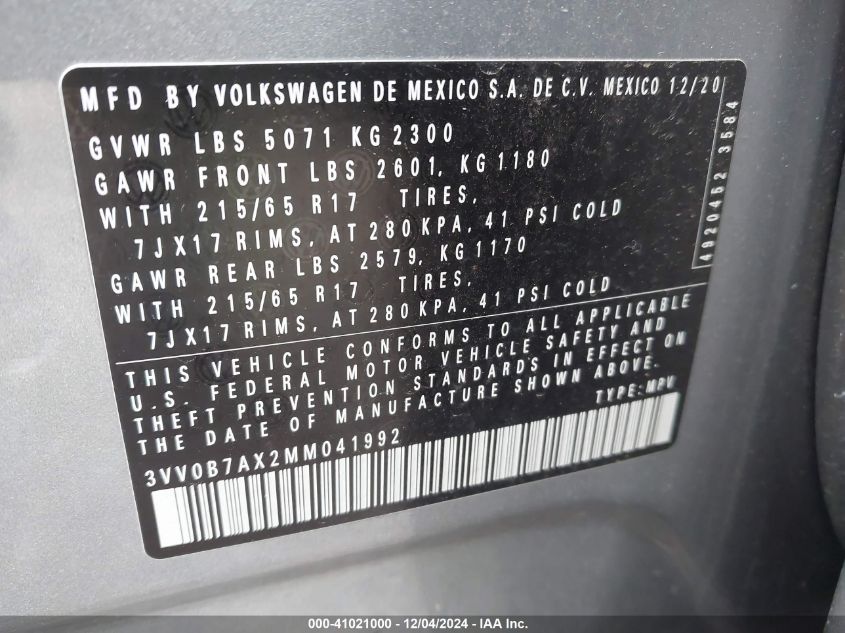 MFD BY VOLKSWAGEN DE MEXICO S.A. DE C.V. MEXICO 12/20
GVWR LBS 5071 KG 2300
GAWR FRONT LBS 2601, KG 1180
WITH 215/65 R17 TIRES,
7JX17 RIMS, AT 280 KPA, 41 PSI COLD
GAWR REAR LBS 2579, KG 1170
WITH 215/65 R17 TIRES,
7JX17 RIMS, AT 280 KPA, 41 PSI COLD
4920452 3584
THIS VEHICLE CONFORMS TO ALL APPLICABLE
U.S. FEDERAL MOTOR VEHICLE SAFETY AND
THEFT PREVENTION STANDARDS IN EFFECT ON
THE DATE OF MANUFACTURE SHOWN ABOVE.
TYPE: MPV
3VV0B7AX2MM041992
000-41021000 - 12/04/2024 - IAA Inc.